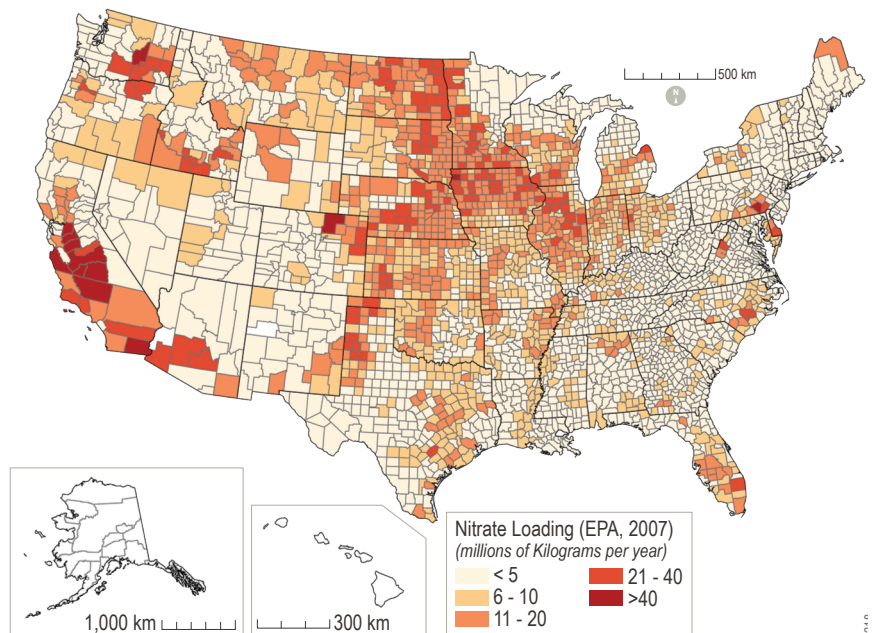 500 km
N
Nitrate Loading (EPA, 2007)
(millions of Kilograms per year)
< 5
21 - 40
6 - 10
>40
11 - 20
1,000 km
300 km